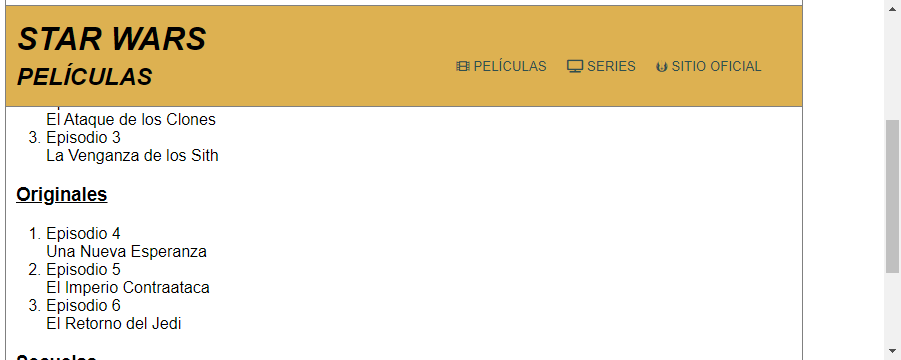 STAR WARS
PELÍCULAS
PELÍCULAS SERIES SITIO OFICIAL
El Ataque de los Clones
3. Episodio 3
La Venganza de los Sith
Originales
1. Episodio 4
Una Nueva Esperanza
2. Episodio 5
El Imperio Contraataca
3. Episodio 6
El Retorno del Jedi
Secuelas